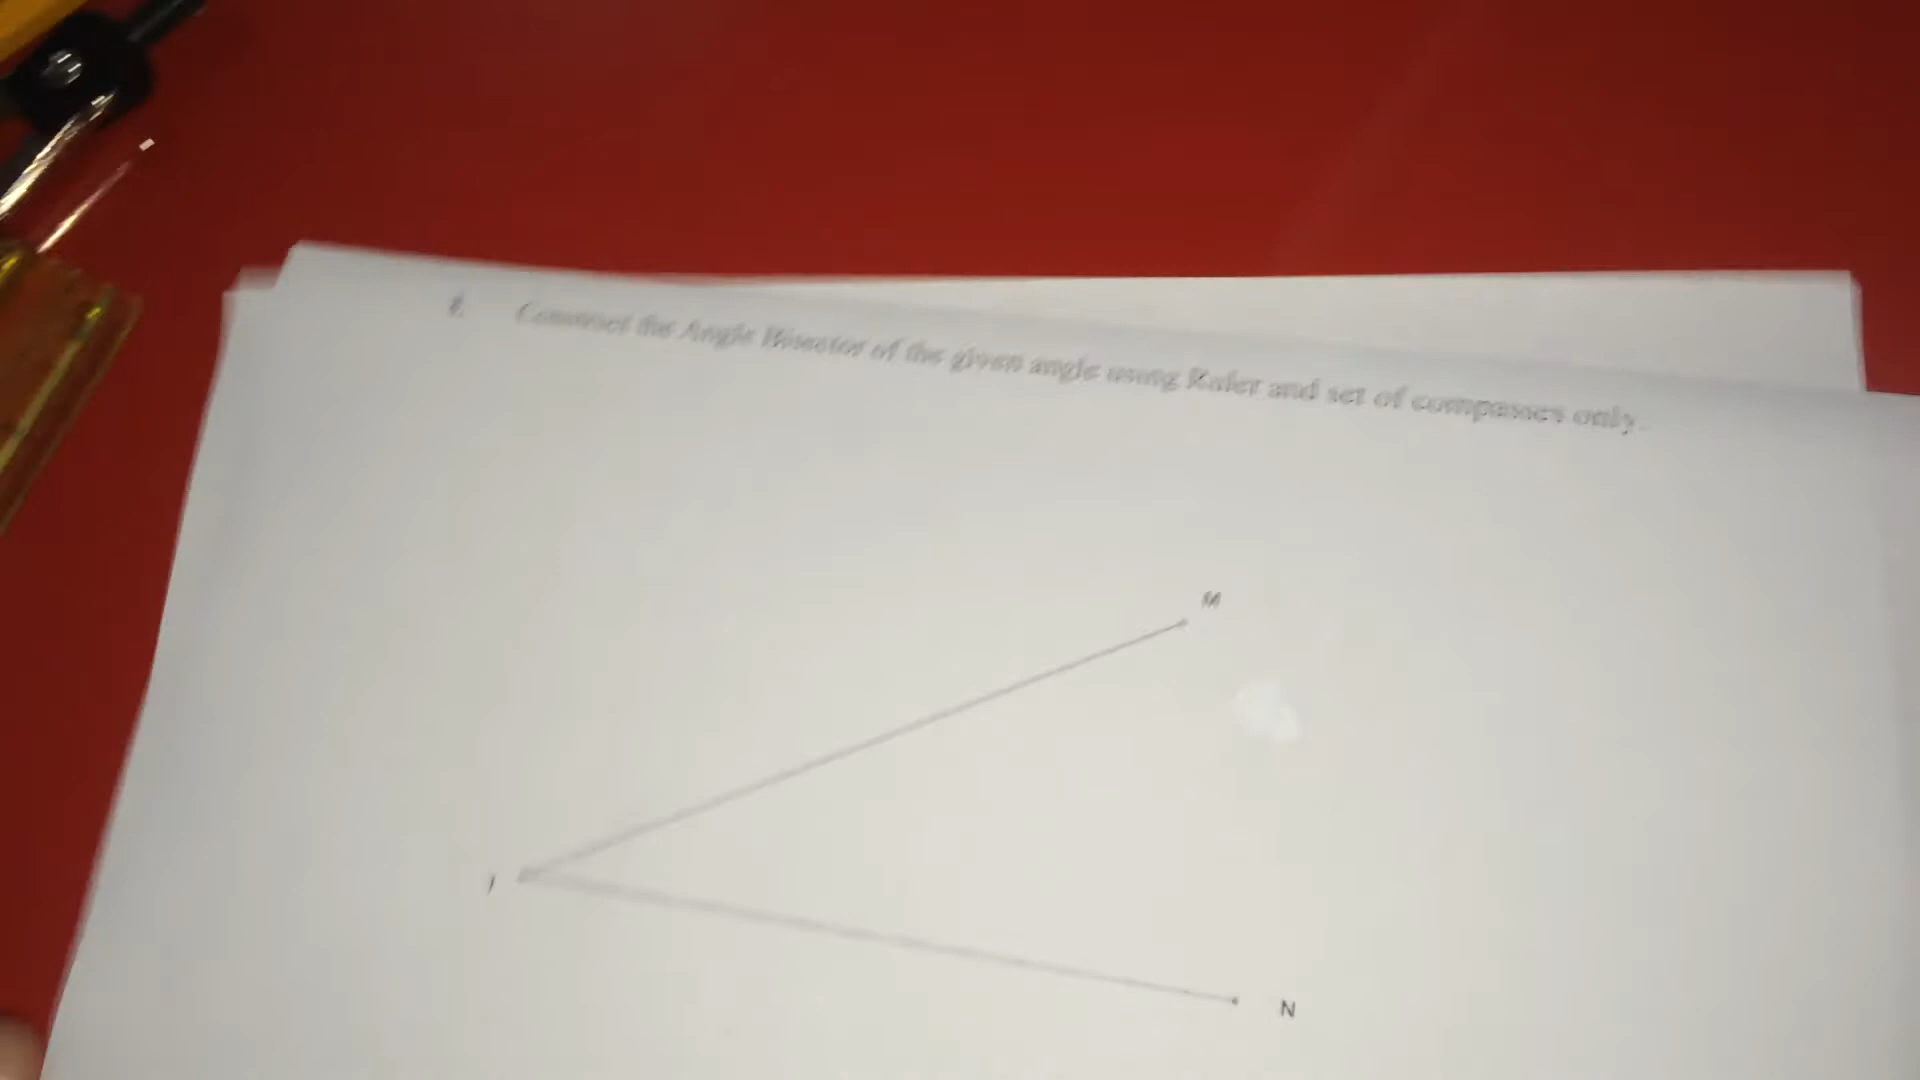 Construct the Angle Bisector of the given angle using Ruler and set of compasses only.
M
N